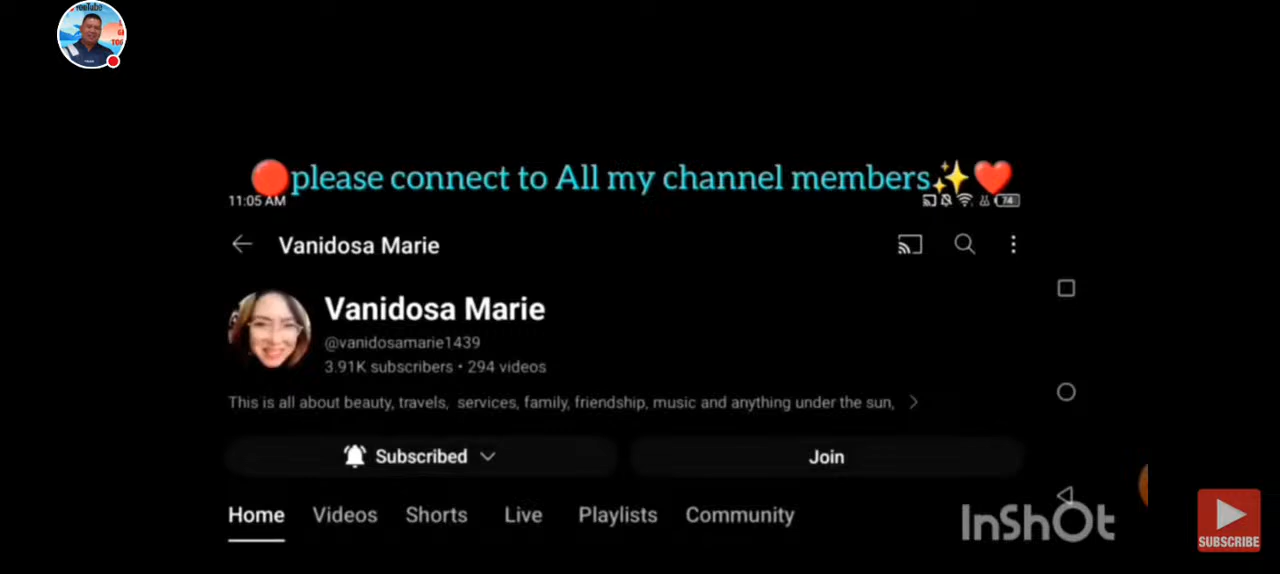 YouTube
🔴please connect to All my channel members✨❤️
11:05 AM
74
Vanidosa Marie
Vanidosa Marie
@vanidosamarie1439
3.91K subscribers • 294 videos
This is all about beauty, travels, services, family, friendship, music and anything under the sun,
Subscribed
Join
Home Videos Shorts Live Playlists Community
InShOt
SUBSCRIBE